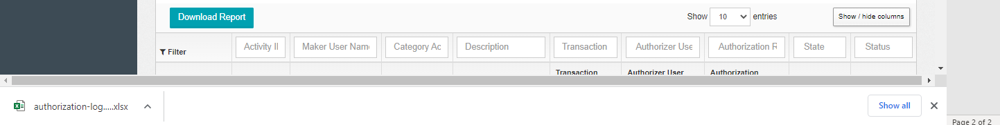 Download Report
Show 10 entries
Show / hide columns
Filter
Activity I
Maker User Nam
Category Ac
Description
Transaction
Authorizer Use
Authorization R
State
Status
Transaction
Authorizer User
Authorization
authorization-log.....xlsx
Show all
Page 2 of 2